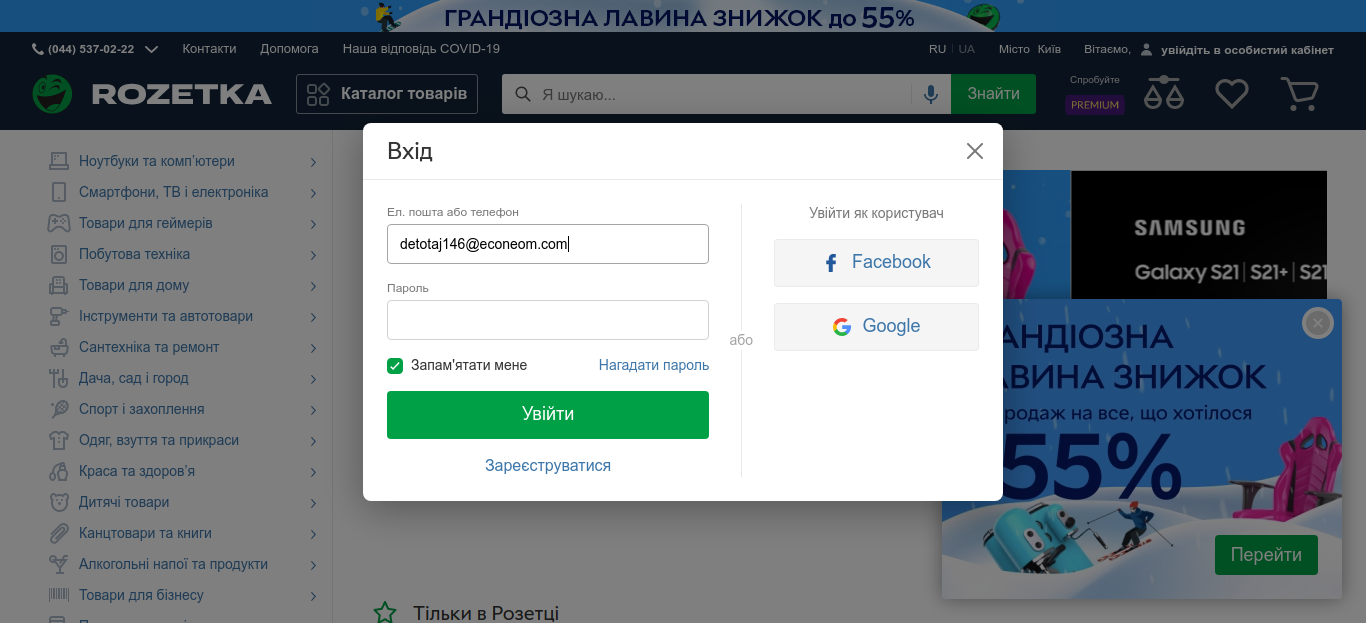 ГРАНДІОЗНА ЛАВИНА ЗНИЖОК до 55%
(044) 537-02-22 Контакти Допомога Наша відповідь COVID-19 RU | UA Місто Київ Вітаємо, увійдіть в особистий кабінет
ROZETKA Каталог товарів Я шукаю... Знайти Спробуйте PREMIUM
Вхід
Ел. пошта або телефон
detotaj146@econeom.com
Пароль
Запам'ятати мене Нагадати пароль
Увійти
Зареєструватися
або
Увійти як користувач
Facebook
Google
Ноутбуки та комп'ютери
Смартфони, ТВ і електроніка
Товари для геймерів
Побутова техніка
Товари для дому
Інструменти та автотовари
Сантехніка та ремонт
Дача, сад і город
Спорт і захоплення
Одяг, взуття та прикраси
Краса та здоров'я
Дитячі товари
Канцтовари та книги
Алкогольні напої та продукти
Товари для бізнесу
SAMSUNG
Galaxy S21 | S21+ | S21
АНДІОЗНА
АВИНА ЗНИЖОК
родаж на все, що хотілося
55%
Перейти
Тільки в Розетці